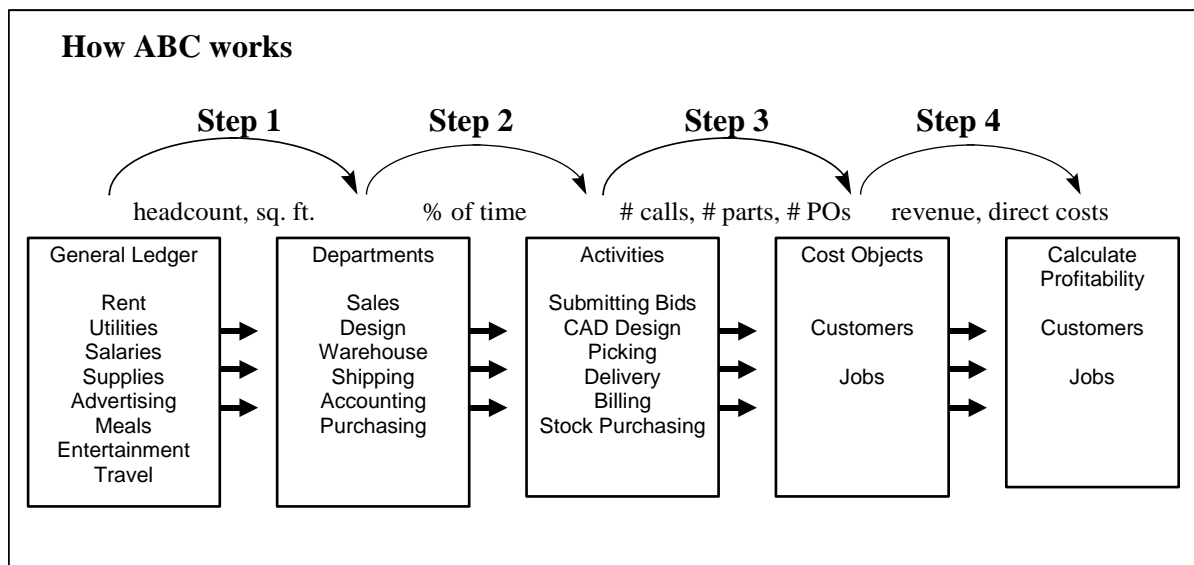 How ABC works
Step 1
Step 2
Step 3
Step 4
headcount, sq. ft.
% of time
# calls, # parts, # POs
revenue, direct costs
General Ledger
Rent
Utilities
Salaries
Supplies
Advertising
Meals
Entertainment
Travel
Departments
Sales
Design
Warehouse
Shipping
Accounting
Purchasing
Activities
Submitting Bids
CAD Design
Picking
Delivery
Billing
Stock Purchasing
Cost Objects
Customers
Jobs
Calculate
Profitability
Customers
Jobs